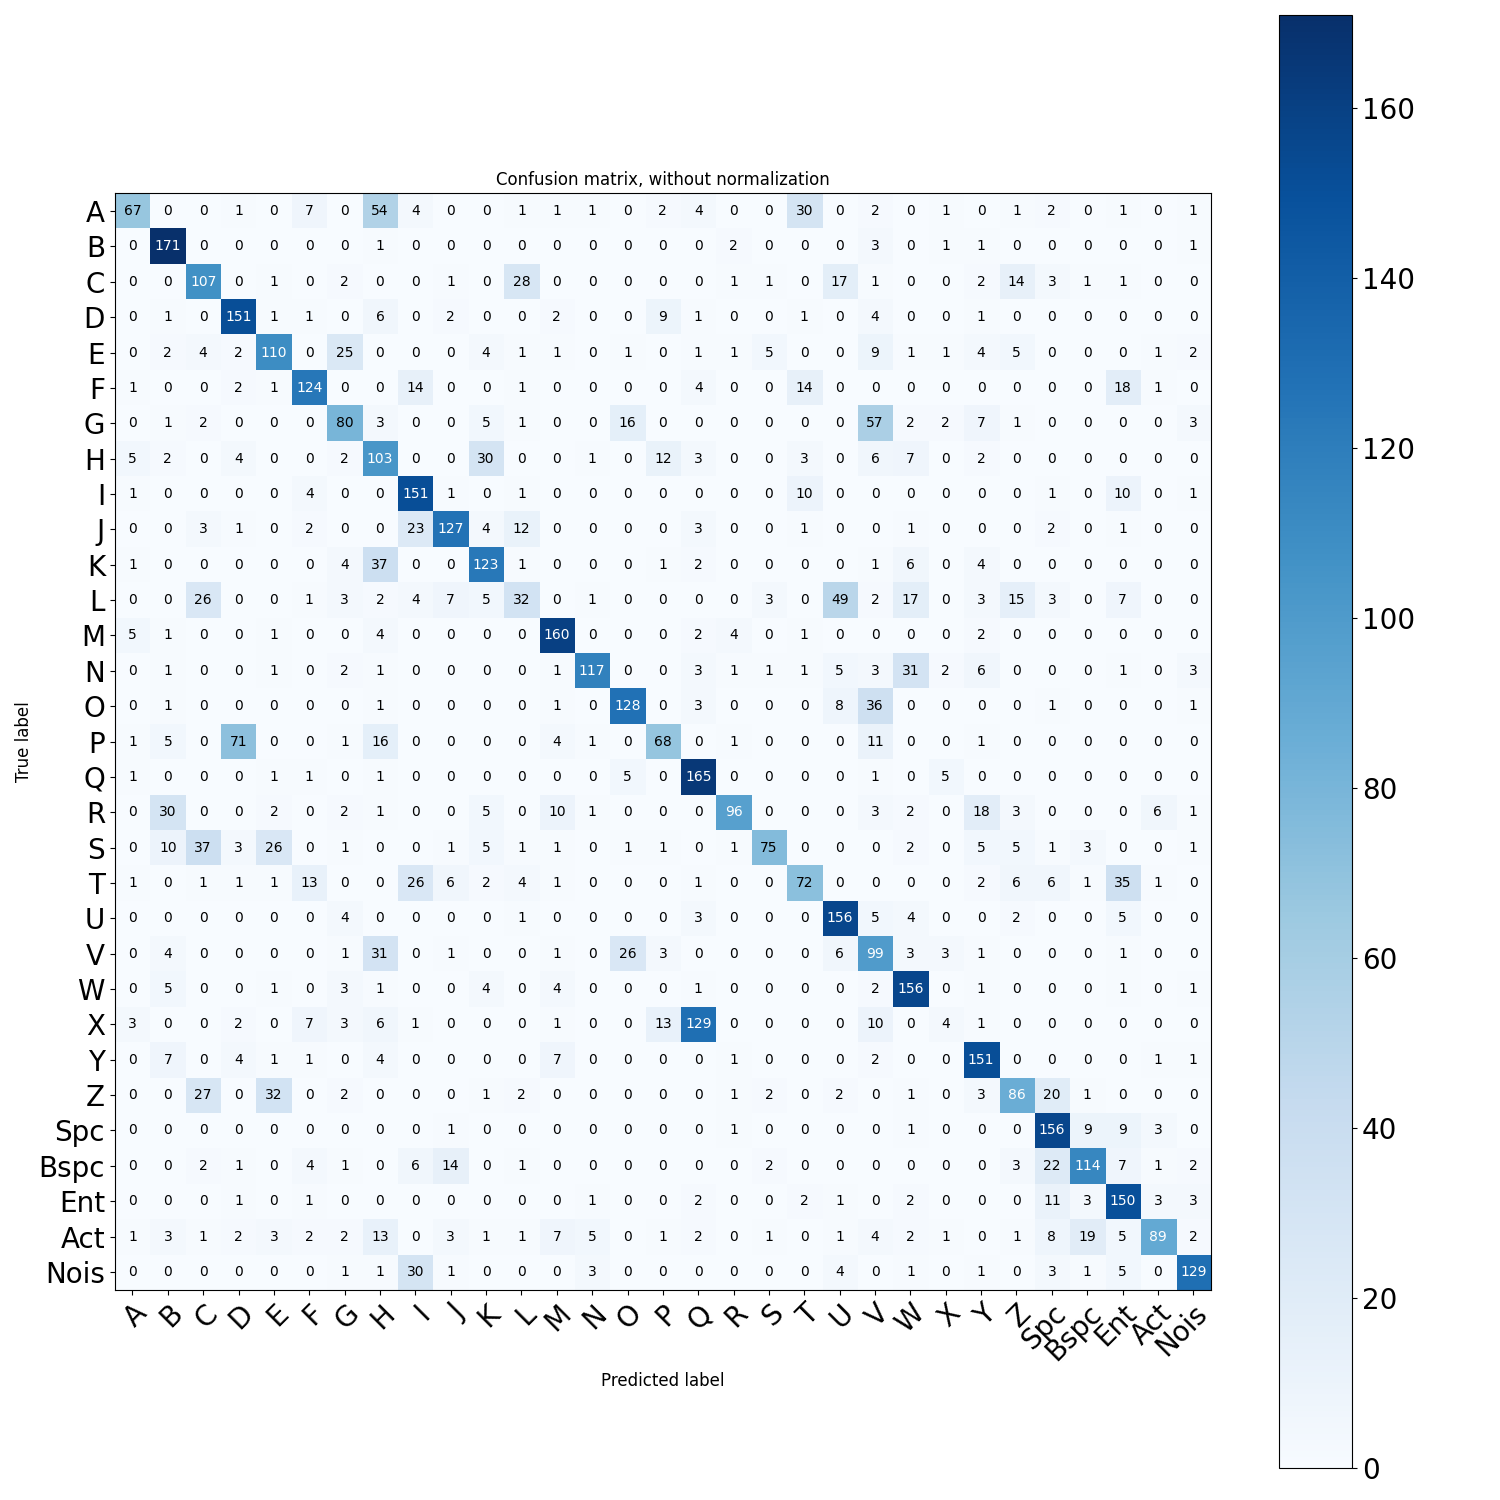 Confusion matrix, without normalization
A 67 0 0 1 0 7 0 54 4 0 0 1 1 1 0 2 4 0 0 30 0 2 0 1 0 1 2 0 1 0 1
B 0 171 0 0 0 0 0 1 0 0 0 0 0 0 0 0 0 2 0 0 0 3 0 1 1 0 0 0 0 0 1
C 0 0 107 0 1 0 2 0 0 1 0 28 0 0 0 0 0 1 1 0 17 1 0 0 2 14 3 1 1 0 0
D 0 1 0 151 1 1 0 6 0 2 0 0 2 0 0 9 1 0 0 1 0 4 0 0 1 0 0 0 0 0 0
E 0 2 4 2 110 0 25 0 0 0 4 1 1 0 1 0 1 1 5 0 0 9 1 1 4 5 0 0 0 1 2
F 1 0 0 2 1 124 0 0 14 0 0 1 0 0 0 0 4 0 0 14 0 0 0 0 0 0 0 0 18 1 0
G 0 1 2 0 0 0 80 3 0 0 5 1 0 0 16 0 0 0 0 0 0 57 2 2 7 1 0 0 0 0 3
H 5 2 0 4 0 0 2 103 0 0 30 0 0 1 0 12 3 0 0 3 0 6 7 0 2 0 0 0 0 0 0
I 1 0 0 0 0 4 0 0 151 1 0 1 0 0 0 0 0 0 0 10 0 0 0 0 0 0 1 0 10 0 1
J 0 0 3 1 0 2 0 0 23 127 4 12 0 0 0 0 3 0 0 1 0 0 1 0 0 0 2 0 1 0 0
K 1 0 0 0 0 0 4 37 0 0 123 1 0 0 0 1 2 0 0 0 0 1 6 0 4 0 0 0 0 0 0
L 0 0 26 0 0 1 3 2 4 7 5 32 0 1 0 0 0 0 3 0 49 2 17 0 3 15 3 0 7 0 0
M 5 1 0 0 1 0 0 4 0 0 0 0 160 0 0 0 2 4 0 1 0 0 0 0 2 0 0 0 0 0 0
N 0 1 0 0 1 0 2 1 0 0 0 0 1 117 0 0 3 1 1 1 5 3 31 2 6 0 0 0 1 0 3
O 0 1 0 0 0 0 0 1 0 0 0 0 1 0 128 0 3 0 0 0 8 36 0 0 0 0 1 0 0 0 1
P 1 5 0 71 0 0 1 16 0 0 0 0 4 1 0 68 0 1 0 0 0 11 0 0 1 0 0 0 0 0 0
Q 1 0 0 0 1 1 0 1 0 0 0 0 0 0 5 0 165 0 0 0 0 1 0 5 0 0 0 0 0 0 0
R 0 30 0 0 2 0 2 1 0 0 5 0 10 1 0 0 0 96 0 0 0 3 2 0 18 3 0 0 0 6 1
S 0 10 37 3 26 0 1 0 0 1 5 1 1 0 1 1 0 1 75 0 0 0 2 0 5 5 1 3 0 0 1
T 1 0 1 1 1 13 0 0 26 6 2 4 1 0 0 0 1 0 0 72 0 0 0 0 2 6 6 1 35 1 0
U 0 0 0 0 0 0 4 0 0 0 0 1 0 0 0 0 3 0 0 0 156 5 4 0 0 2 0 0 5 0 0
V 0 4 0 0 0 0 1 31 0 1 0 0 1 0 26 3 0 0 0 0 6 99 3 3 1 0 0 0 1 0 0
W 0 5 0 0 1 0 3 1 0 0 4 0 4 0 0 0 1 0 0 0 0 2 156 0 1 0 0 0 1 0 1
X 3 0 0 2 0 7 3 6 1 0 0 0 1 0 0 13 129 0 0 0 0 10 0 4 1 0 0 0 0 0 0
Y 0 7 0 4 1 1 0 4 0 0 0 0 7 0 0 0 0 1 0 0 0 2 0 0 151 0 0 0 0 1 1
Z 0 0 27 0 32 0 2 0 0 0 1 2 0 0 0 0 0 1 2 0 2 0 1 0 3 86 20 1 0 0 0
Spc 0 0 0 0 0 0 0 0 0 1 0 0 0 0 0 0 0 1 0 0 0 0 1 0 0 0 156 9 9 3 0
Bspc 0 0 2 1 0 4 1 0 6 14 0 1 0 0 0 0 0 0 2 0 0 0 0 0 0 3 22 114 7 1 2
Ent 0 0 0 1 0 1 0 0 0 0 0 0 0 1 0 0 2 0 0 2 1 0 2 0 0 0 11 3 150 3 3
Act 1 3 1 2 3 2 2 13 0 3 1 1 7 5 0 1 2 0 1 0 1 4 2 1 0 1 8 19 5 89 2
Nois 0 0 0 0 0 0 1 1 30 1 0 0 0 3 0 0 0 0 0 0 4 0 1 0 1 0 3 1 5 0 129
A B C D E F G H I J K L M N O P Q R S T U V W X Y Z Spc Bspc Ent Act Nois
True label
Predicted label
160
140
120
100
80
60
40
20
0